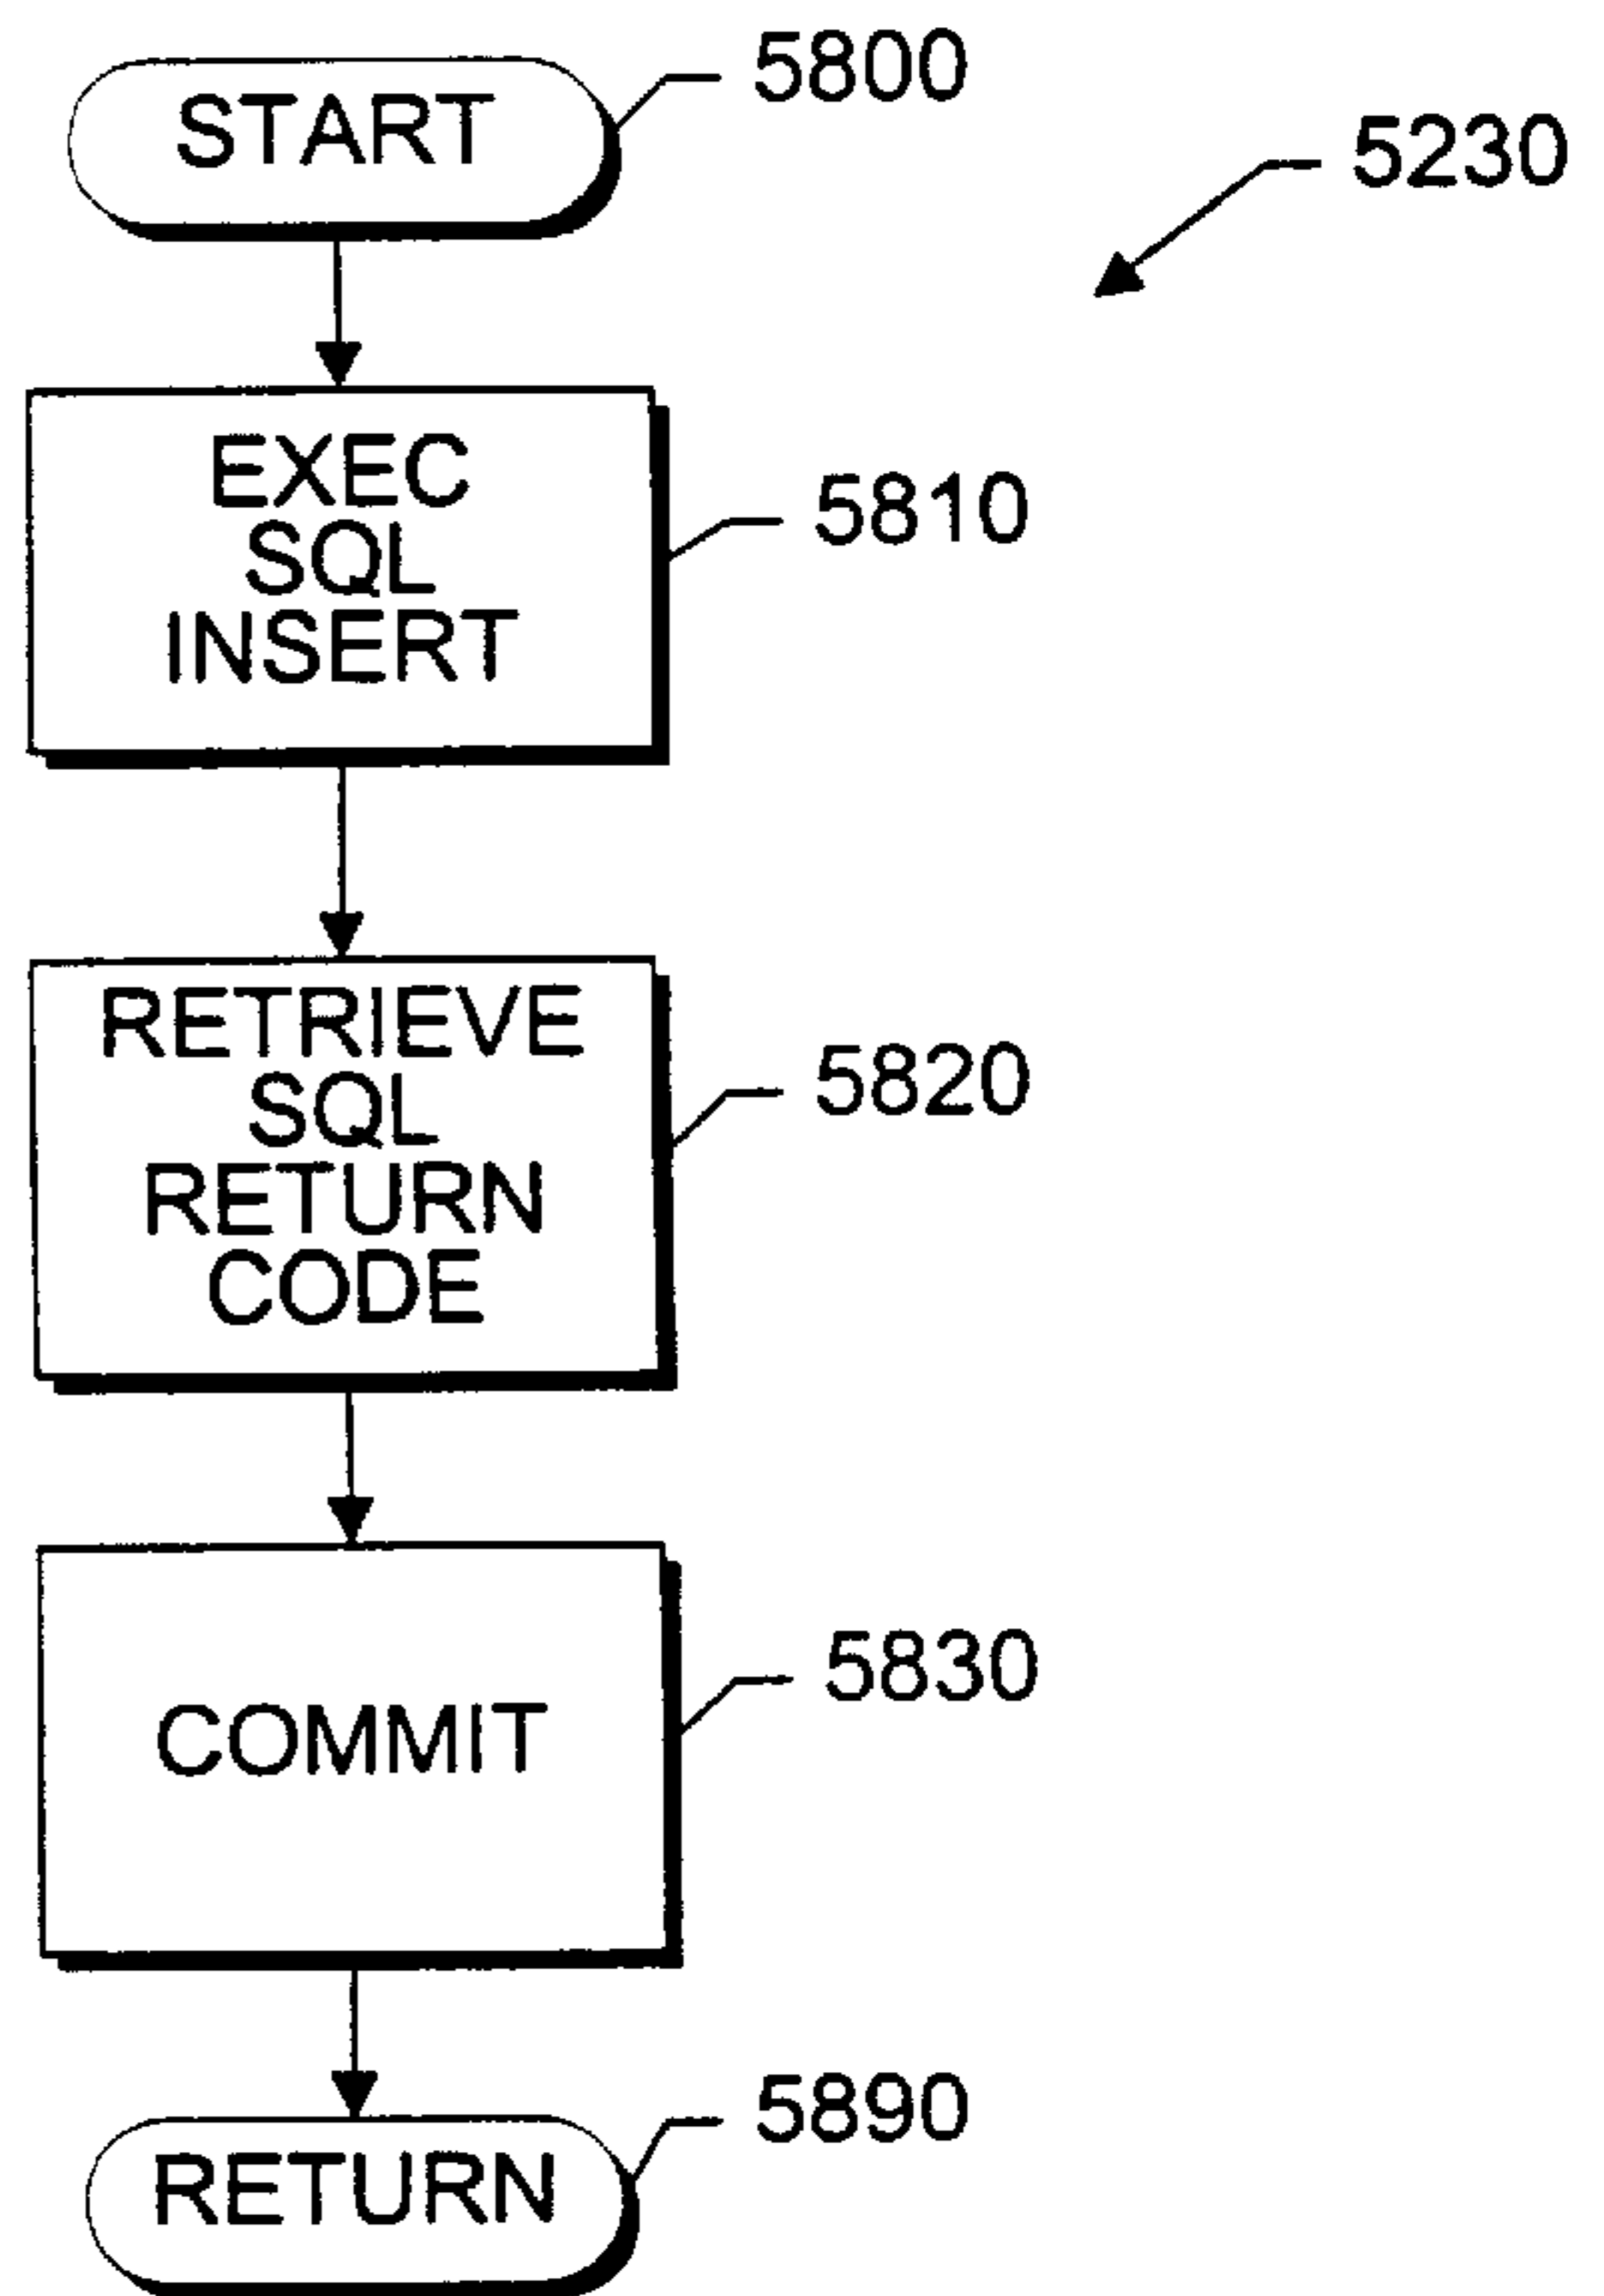 START
5800
5230
EXEC
SQL
INSERT
5810
RETRIEVE
SQL
RETURN
CODE
5820
COMMIT
5830
RETURN
5890